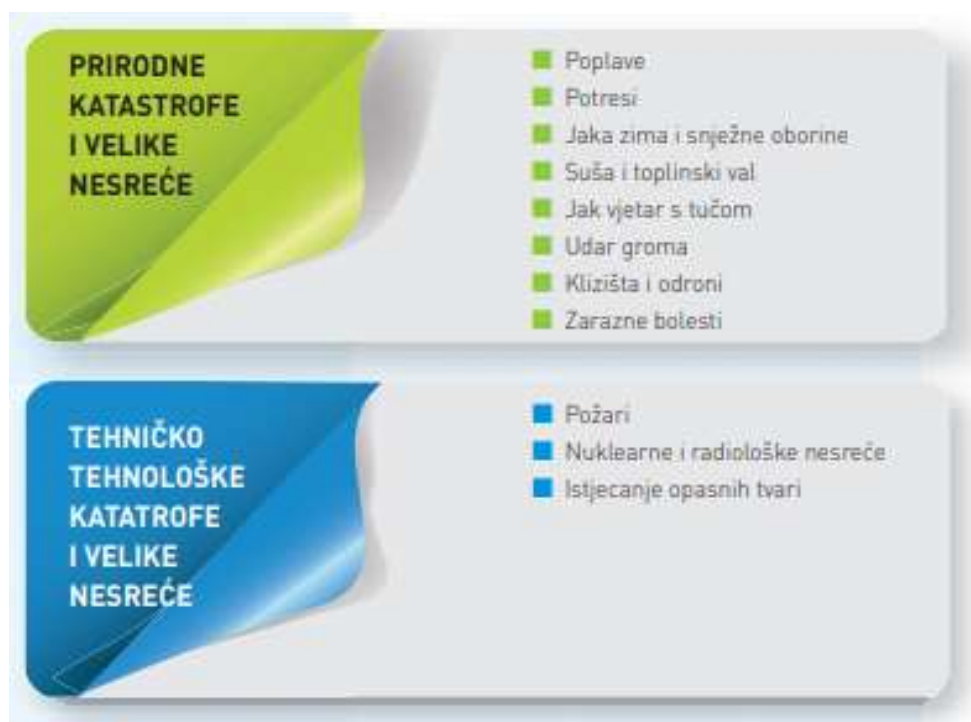 PRIRODNE
KATASTROFE
I VELIKE
NESREĆE
Poplave
Potresi
Jaka zima i snježne oborine
Suša i toplinski val
Jak vjetar s tučom
Udar groma
Klizišta i odroni
Zarazne bolesti
TEHNIČKO
TEHNOLOŠKE
KATATROFE
I VELIKE
NESREĆE
Požari
Nuklearne i radiološke nesreće
Istjecanje opasnih tvari